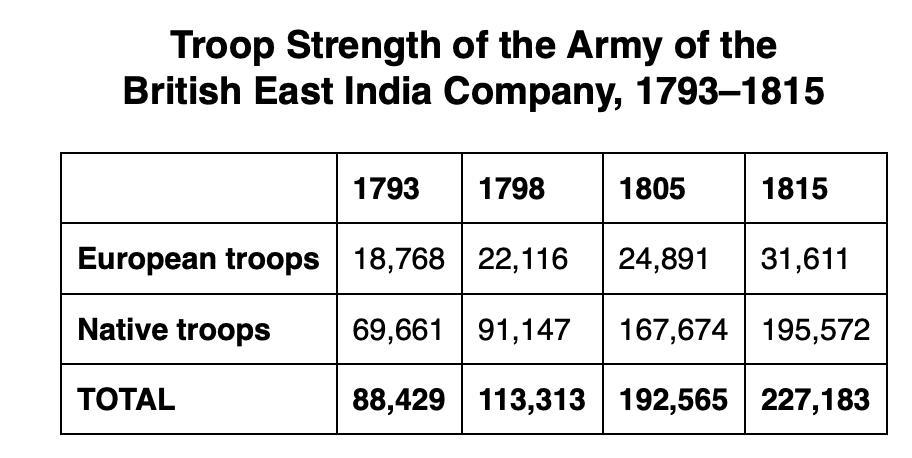 Troop Strength of the Army of the
British East India Company, 1793–1815
1793 1798 1805 1815
European troops 18,768 22,116 24,891 31,611
Native troops 69,661 91,147 167,674 195,572
TOTAL 88,429 113,313 192,565 227,183